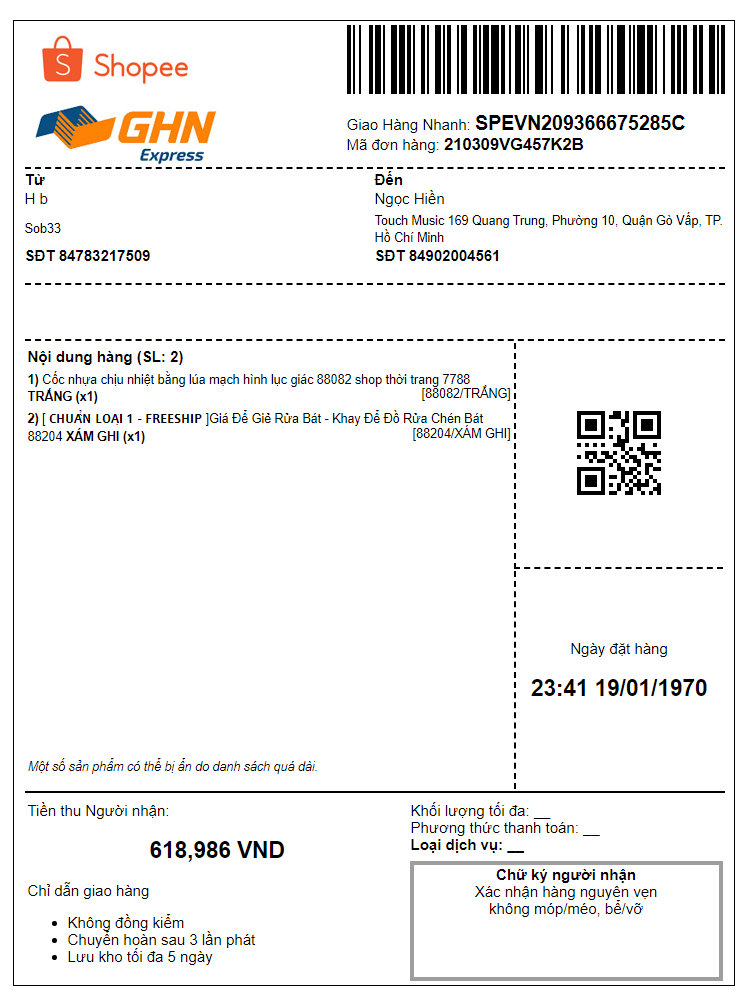 Shopee
GHN
Express
Giao Hàng Nhanh: SPEVN209366675285C
Mã đơn hàng: 210309VG457K2B
Từ
H b
Sob33
SĐT 84783217509
Đến
Ngọc Hiền
Touch Music 169 Quang Trung, Phường 10, Quận Gò Vấp, TP.
Hồ Chí Minh
SĐT 84902004561
Nội dung hàng (SL: 2)
1) Cốc nhựa chịu nhiệt bằng lúa mạch hình lục giác 88082 shop thời trang 7788
TRẮNG (x1) [88082/TRẮNG]
2) [ CHUẨN LOẠI 1 - FREESHIP ]Giá Để Giẻ Rửa Bát - Khay Để Đồ Rửa Chén Bát
88204 XÁM GHI (x1) [88204/XÁM GHI]
Một số sản phẩm có thể bị ẩn do danh sách quá dài.
Ngày đặt hàng
23:41 19/01/1970
Tiền thu Người nhận:
618,986 VND
Chỉ dẫn giao hàng
Không đồng kiểm
Chuyển hoàn sau 3 lần phát
Lưu kho tối đa 5 ngày
Khối lượng tối đa: __
Phương thức thanh toán: __
Loại dịch vụ: __
Chữ ký người nhận
Xác nhận hàng nguyên vẹn
không móp/méo, bể/vỡ